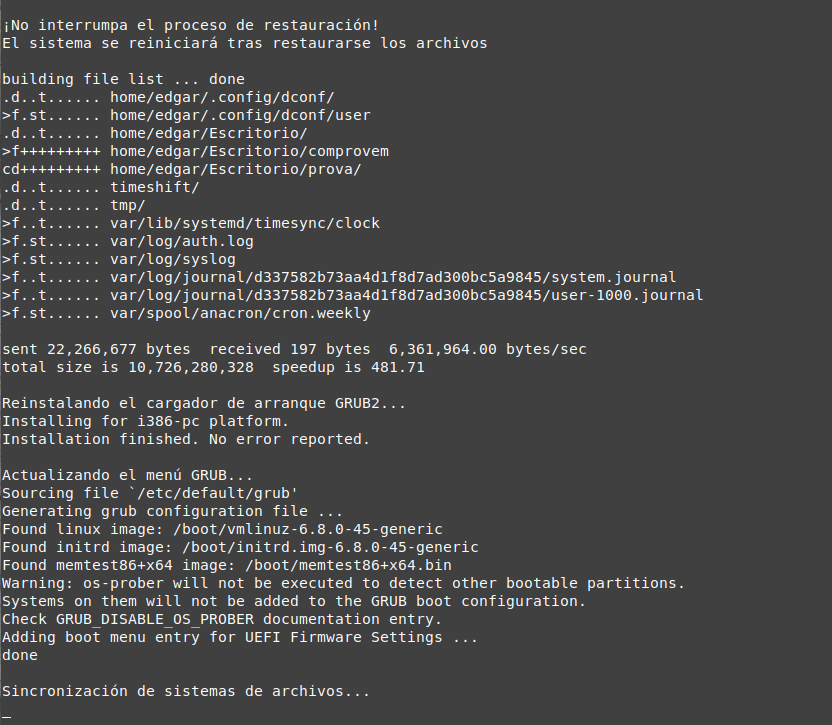 ¡No interrumpa el proceso de restauración!
El sistema se reiniciará tras restaurarse los archivos
building file list ... done
.d..t...... home/edgar/.config/dconf/
>f.st...... home/edgar/.config/dconf/user
.d..t...... home/edgar/Escritorio/
>f+++++++++ home/edgar/Escritorio/comprovem
cd+++++++++ home/edgar/Escritorio/prova/
.d..t...... timeshift/
.d..t...... tmp/
>f..t...... var/lib/systemd/timesync/clock
>f.st...... var/log/auth.log
>f.st...... var/log/syslog
>f..t...... var/log/journal/d337582b73aa4d1f8d7ad300bc5a9845/system.journal
>f..t...... var/log/journal/d337582b73aa4d1f8d7ad300bc5a9845/user-1000.journal
>f.st...... var/spool/anacron/cron.weekly
sent 22,266,677 bytes  received 197 bytes  6,361,964.00 bytes/sec
total size is 10,726,280,328  speedup is 481.71
Reinstalando el cargador de arranque GRUB2...
Installing for i386-pc platform.
Installation finished. No error reported.
Actualizando el menú GRUB...
Sourcing file `/etc/default/grub'
Generating grub configuration file ...
Found linux image: /boot/vmlinuz-6.8.0-45-generic
Found initrd image: /boot/initrd.img-6.8.0-45-generic
Found memtest86+x64 image: /boot/memtest86+x64.bin
Warning: os-prober will not be executed to detect other bootable partitions.
Systems on them will not be added to the GRUB boot configuration.
Check GRUB_DISABLE_OS_PROBER documentation entry.
Adding boot menu entry for UEFI Firmware Settings ...
done
Sincronización de sistemas de archivos...